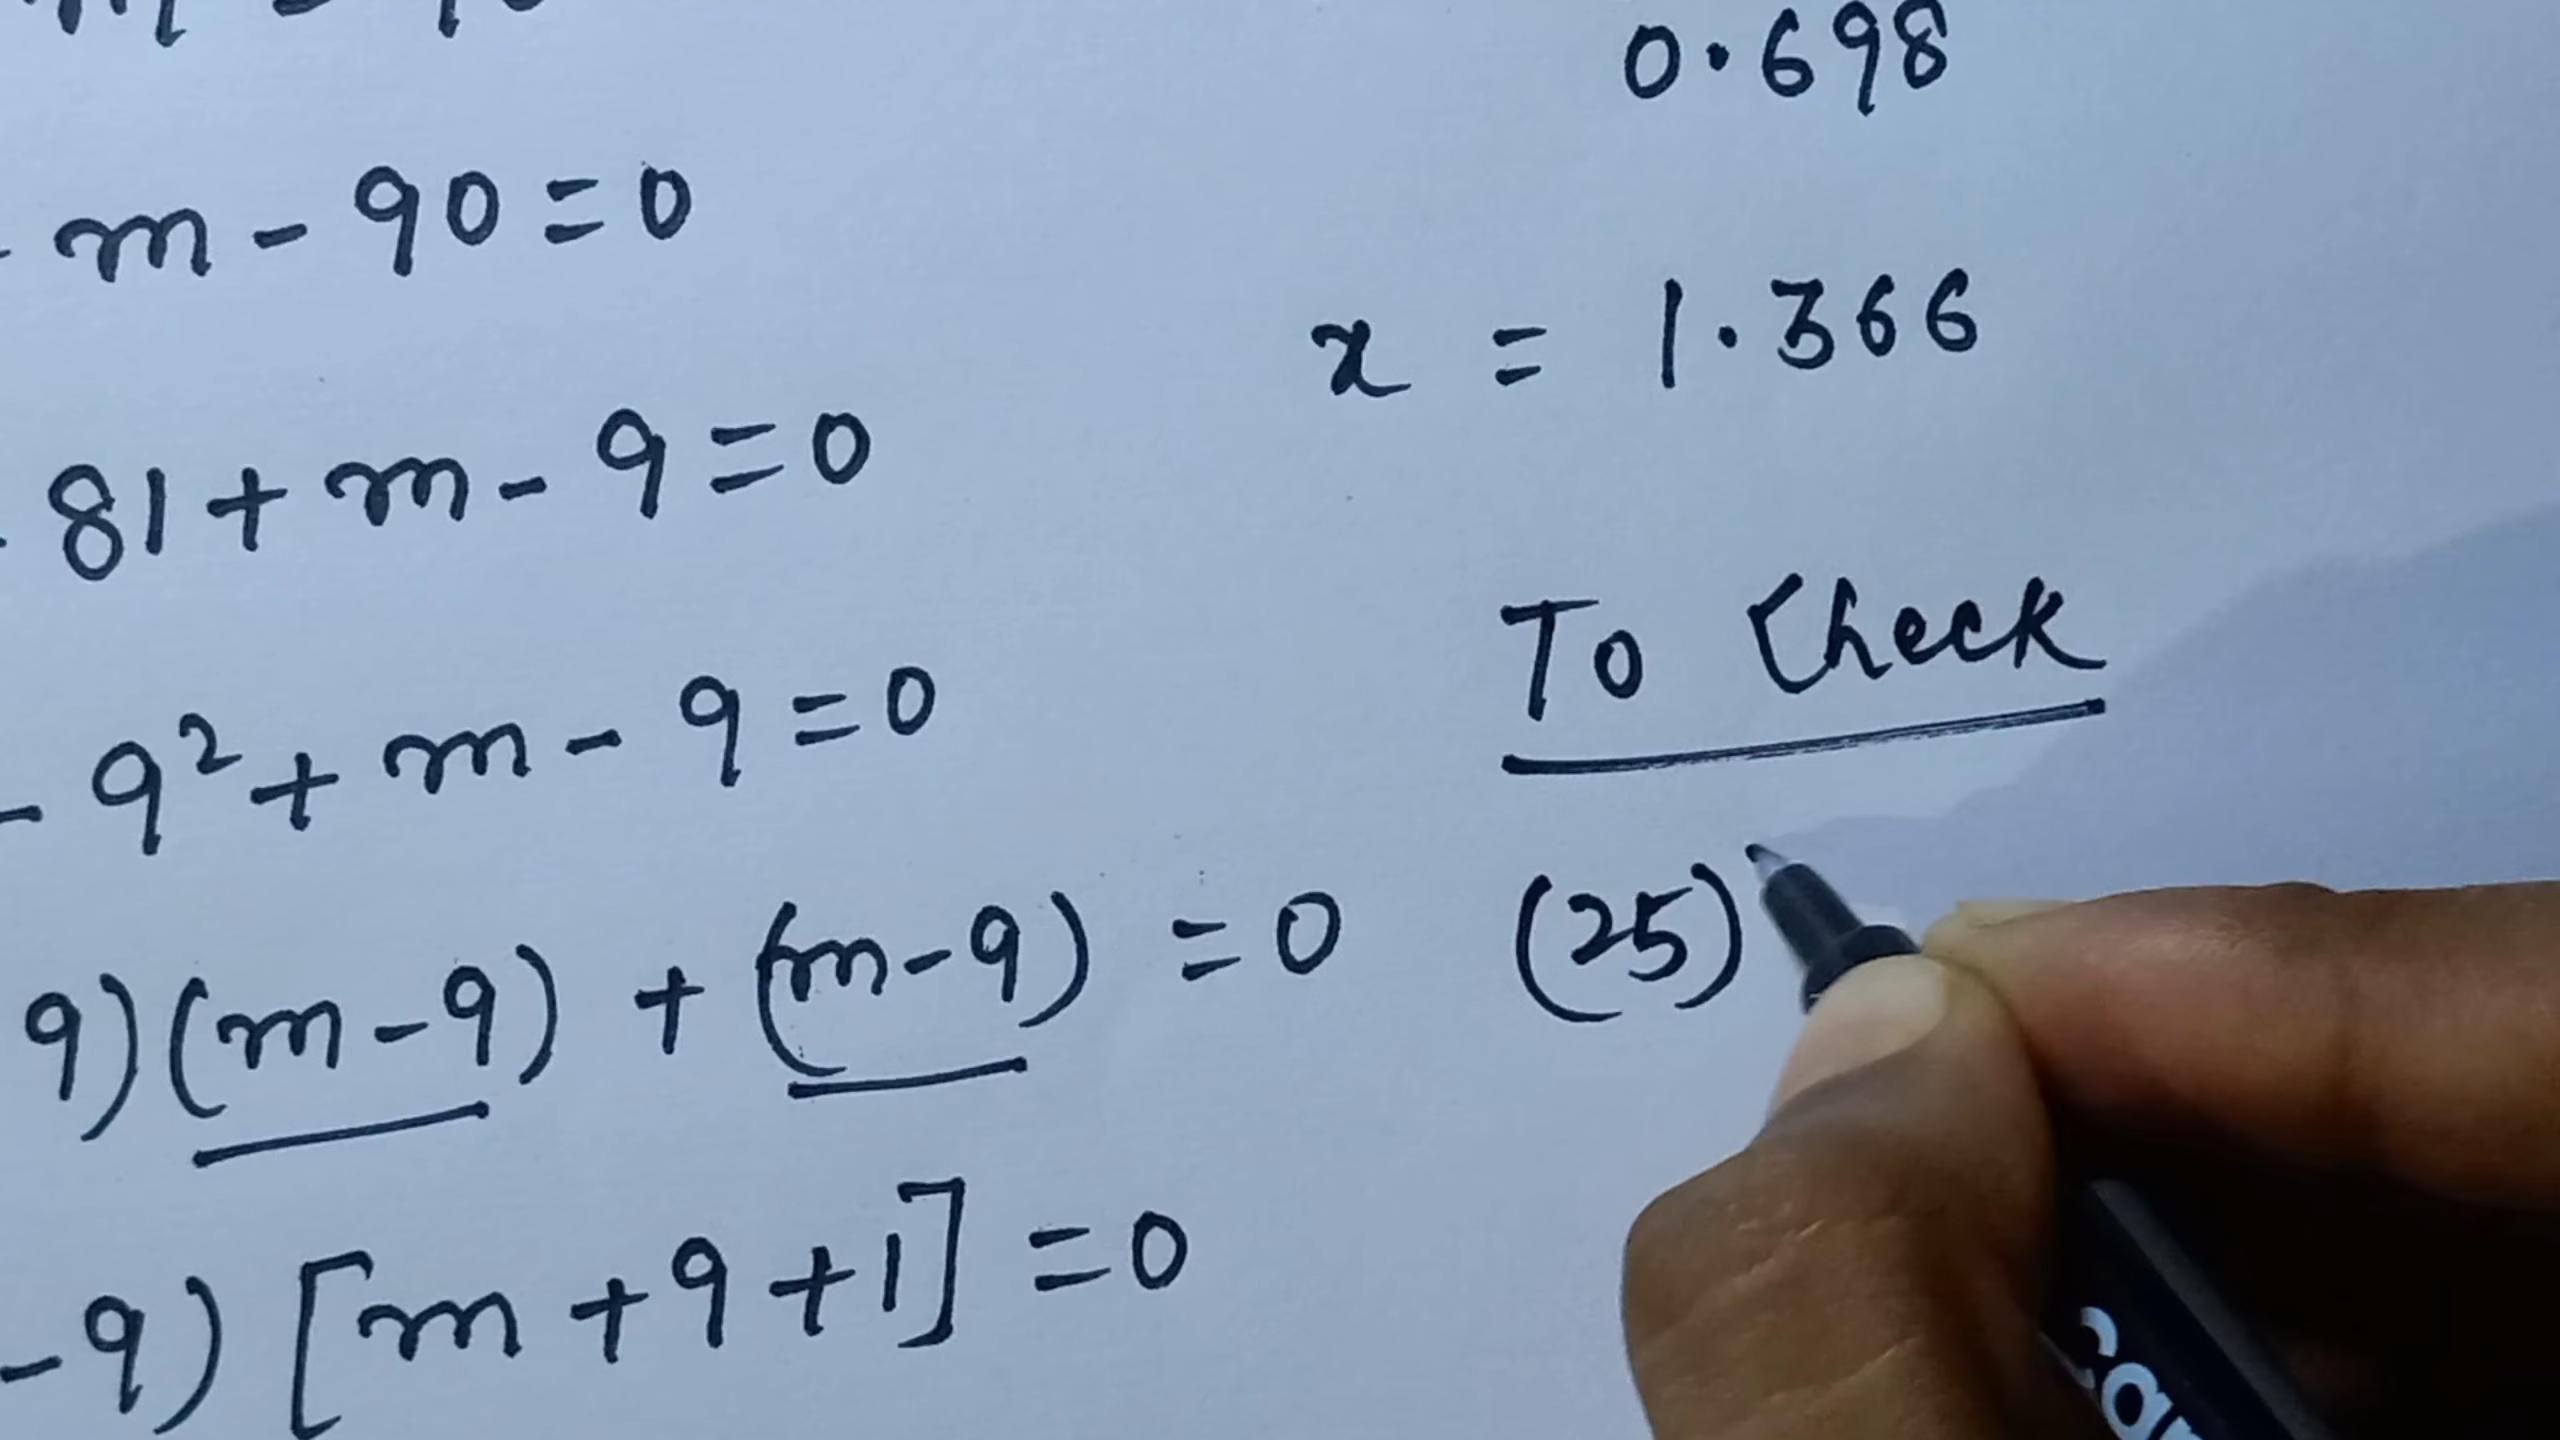 m - 90 = 0
81 + m - 9 = 0
- 9² + m - 9 = 0
9)(m - 9) + (m - 9) = 0
- 9) [m + 9 + 1] = 0
0.698
x = 1.366
To Check
(25)